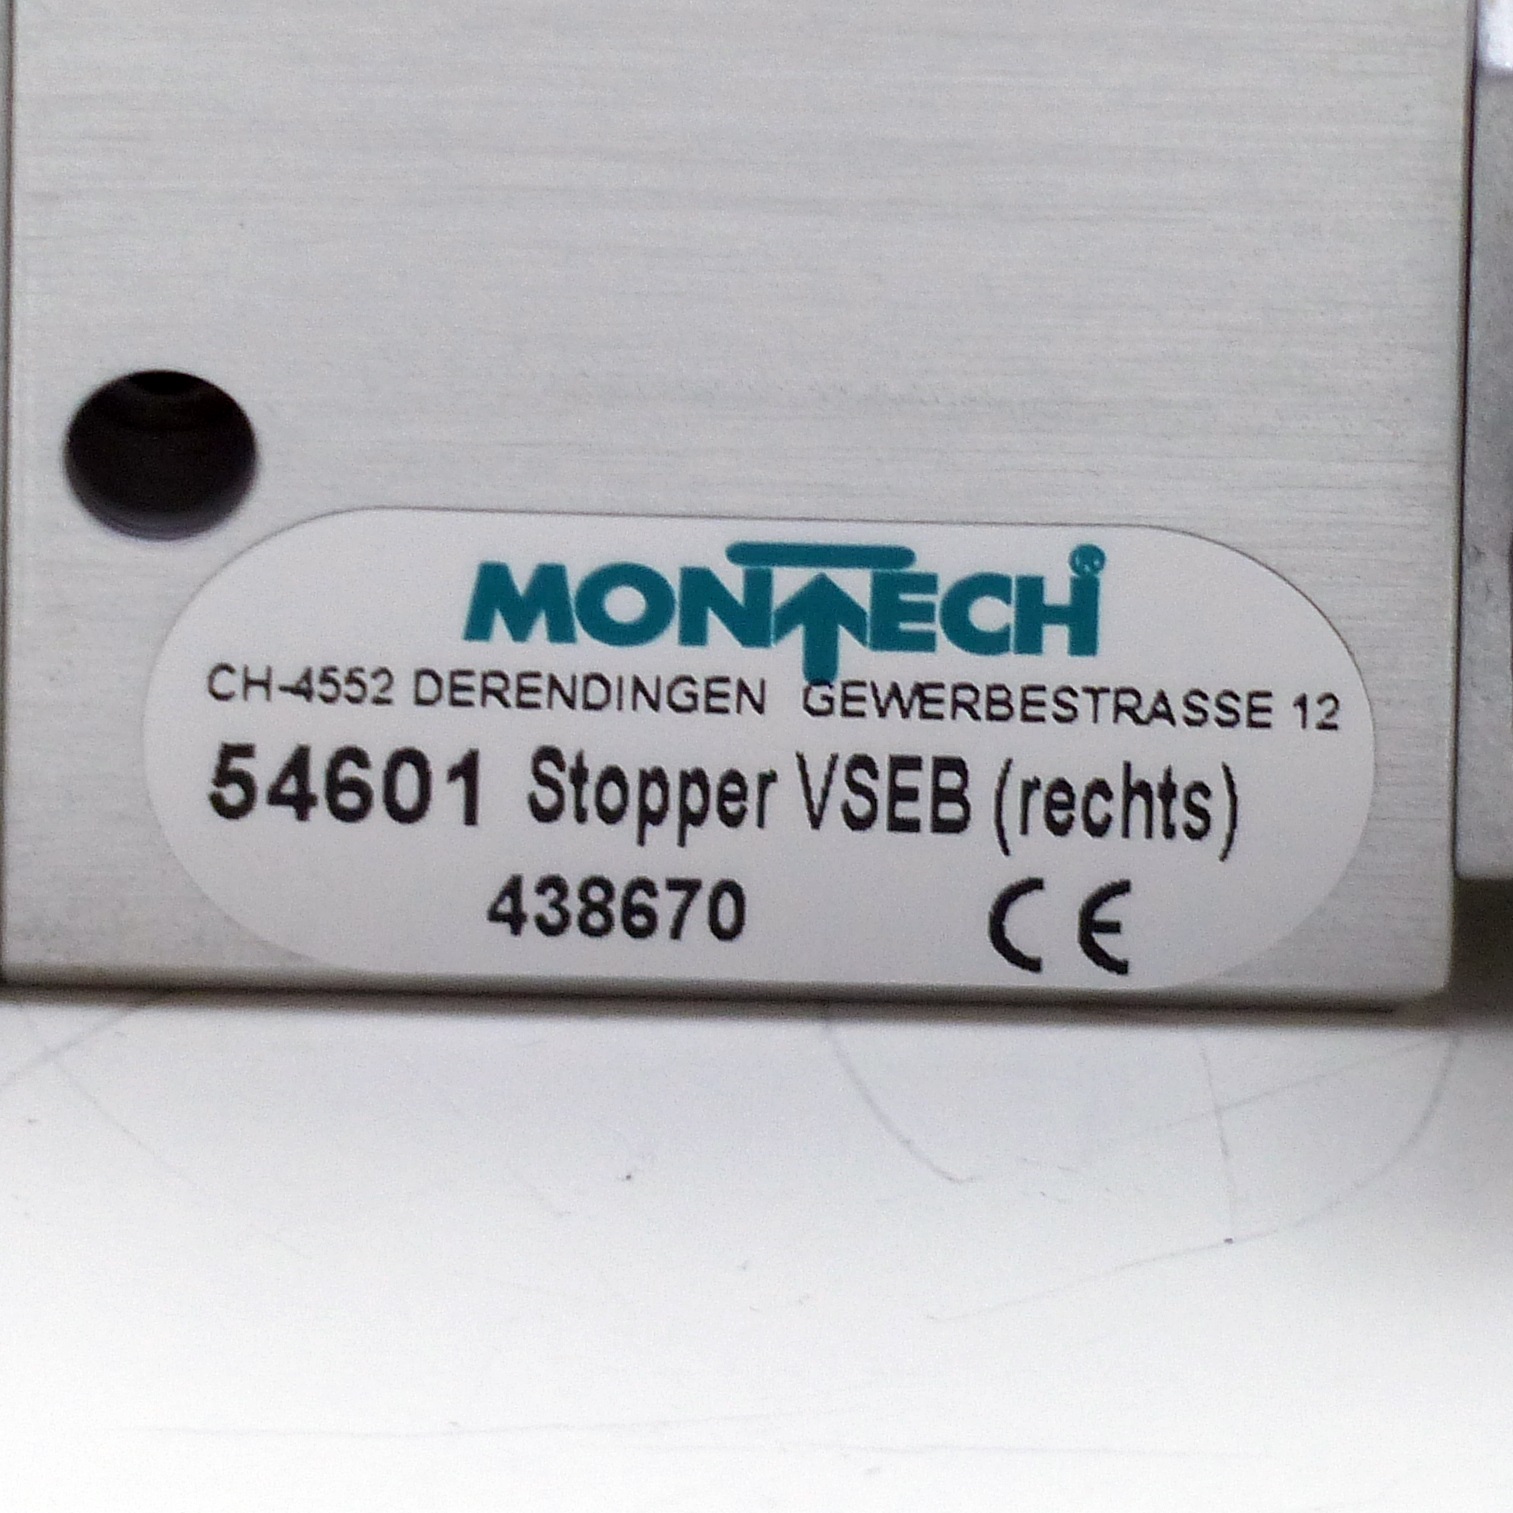 MONTECH®
CH-4552 DERENDINGEN GEWERBESTRASSE 12
54601 Stopper VSEB (rechts)
438670 CE